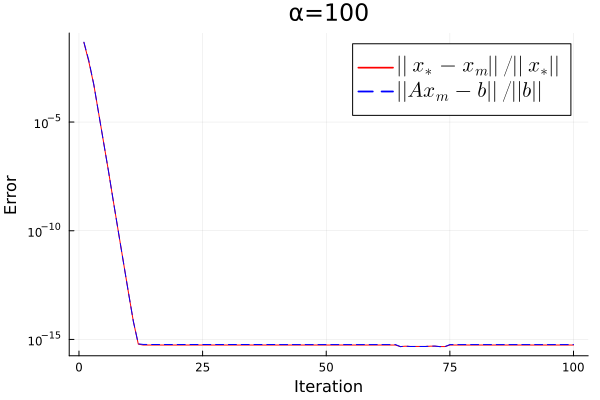 α=100
|| x_* − x_m|| /|| x_*||
||Ax_m − b|| /||b||
Error
10^{-5}
10^{-10}
10^{-15}
0 25 50 75 100
Iteration